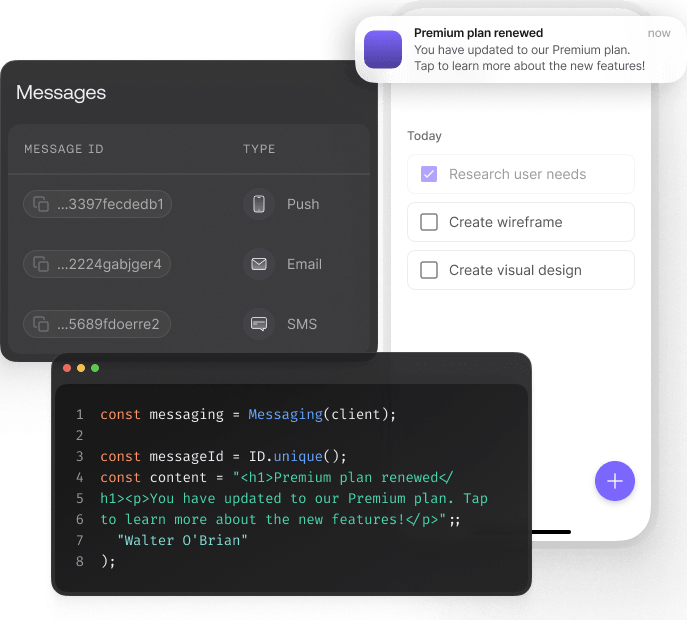 Premium plan renewed
now
You have updated to our Premium plan.
Tap to learn more about the new features!
Messages
MESSAGE ID
TYPE
...3397fecdedb1
Push
...2224gabjger4
Email
...5689fdoerre2
SMS
Today
Research user needs
Create wireframe
Create visual design
1 const messaging = Messaging(client);
2
3 const messageId = ID.unique();
4 const content = "<h1>Premium plan renewed</
5 h1><p>You have updated to our Premium plan. Tap
6 to learn more about the new features!</p>";;
7 "Walter O'Brian"
8 );